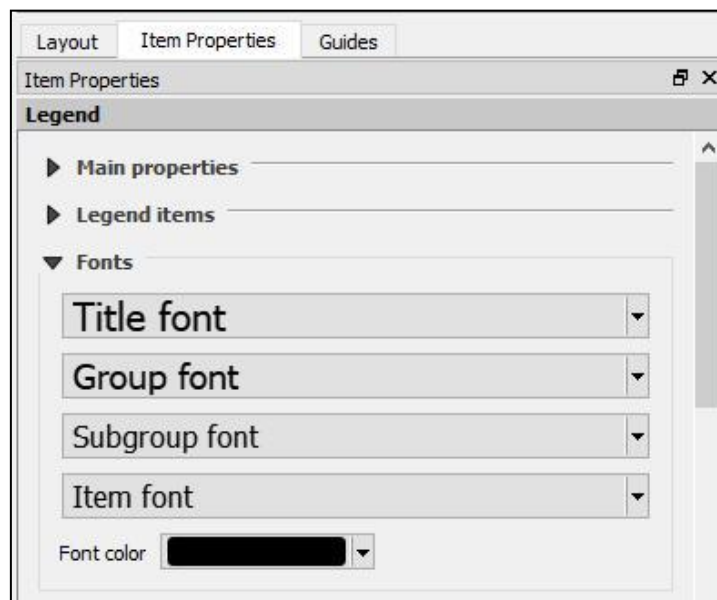 Layout Item Properties Guides
Item Properties
Legend
Main properties
Legend items
Fonts
Title font
Group font
Subgroup font
Item font
Font color